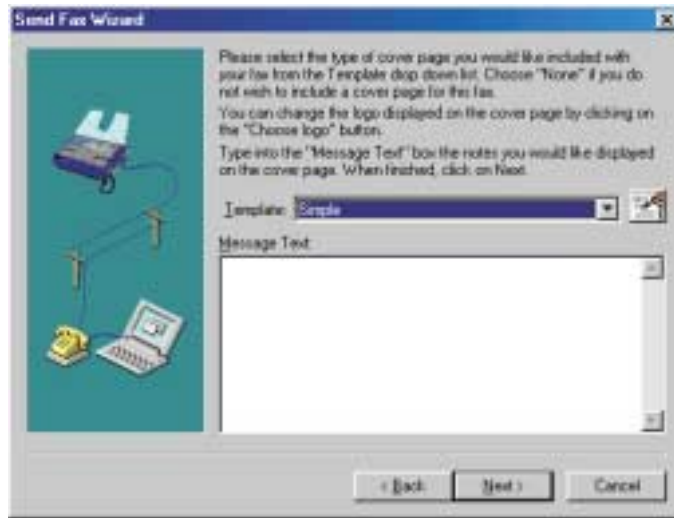 Send Fax Wizard
Please select the type of cover page you would like included with
your fax from the Template drop down list. Choose "None" if you do
not wish to include a cover page for this fax.
You can change the logo displayed on the cover page by clicking on
the "Choose logo" button.
Type into the "Message Text" box the notes you would like displayed
on the cover page. When finished, click on Next.
Template: Simple
Message Text:
< Back Next > Cancel